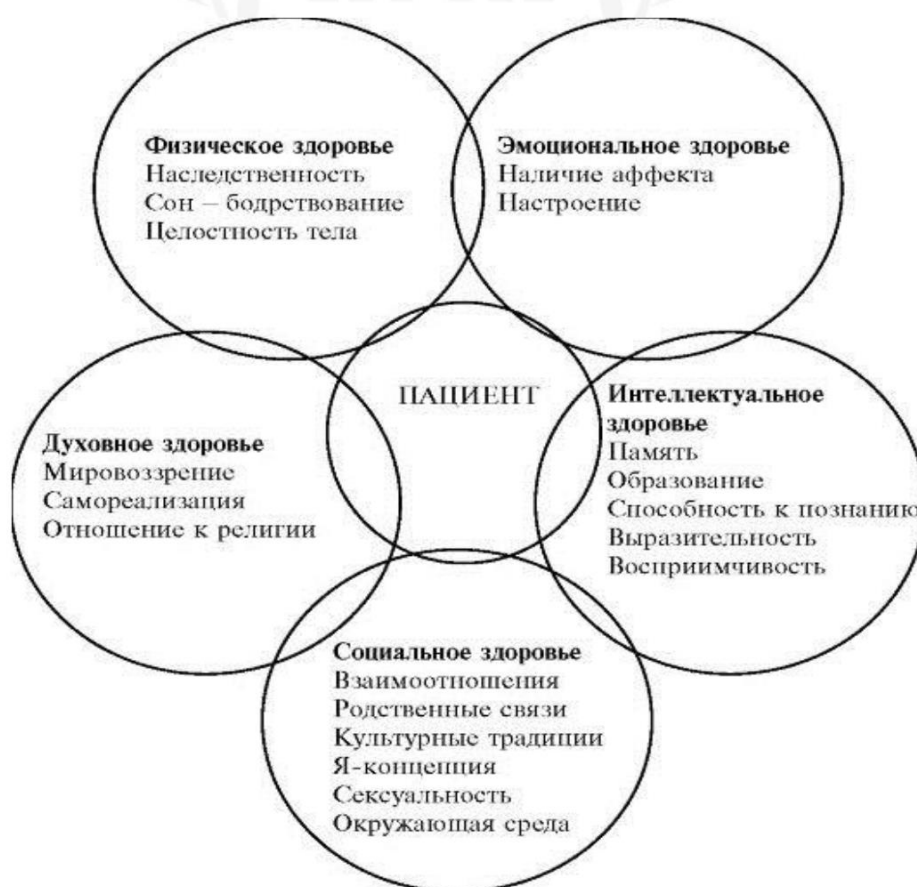 Физическое здоровье
Наследственность
Сон – бодрствование
Целостность тела
Эмоциональное здоровье
Наличие аффекта
Настроение
ПАЦИЕНТ
Духовное здоровье
Мировоззрение
Самореализация
Отношение к религии
Интеллектуальное
здоровье
Память
Образование
Способность к познанию
Выразительность
Восприимчивость
Социальное здоровье
Взаимоотношения
Родственные связи
Культурные традиции
Я-концепция
Сексуальность
Окружающая среда